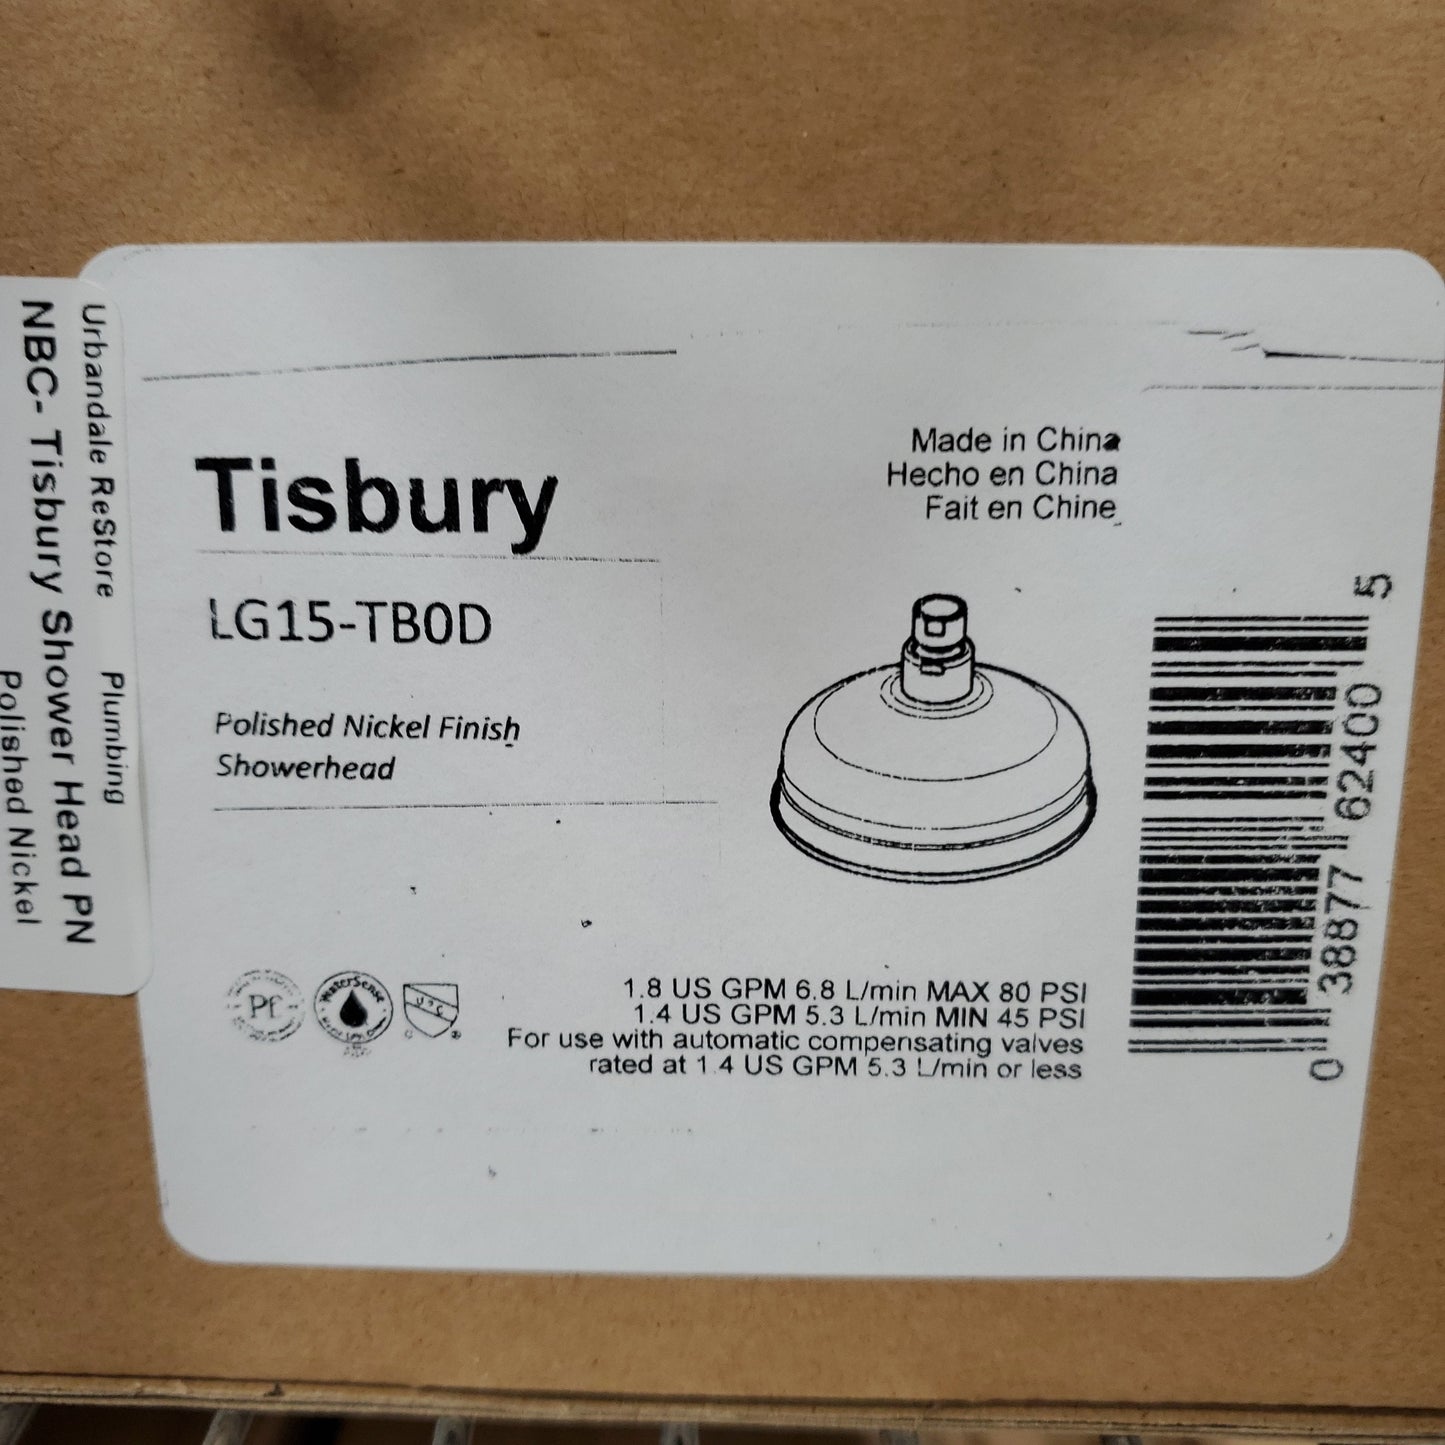 Urbandale ReStore Plumbing
NBC- Tisbury Shower Head PN
Polished Nickel
Tisbury
LG15-TB0D
Polished Nickel Finish
Showerhead
Made in China
Hecho en China
Fait en Chine
Pf
WaterSense
UPC
1.8 US GPM 6.8 L/min MAX 80 PSI
1.4 US GPM 5.3 L/min MIN 45 PSI
For use with automatic compensating valves
rated at 1.4 US GPM 5.3 L/min or less
0 38877 62400 5